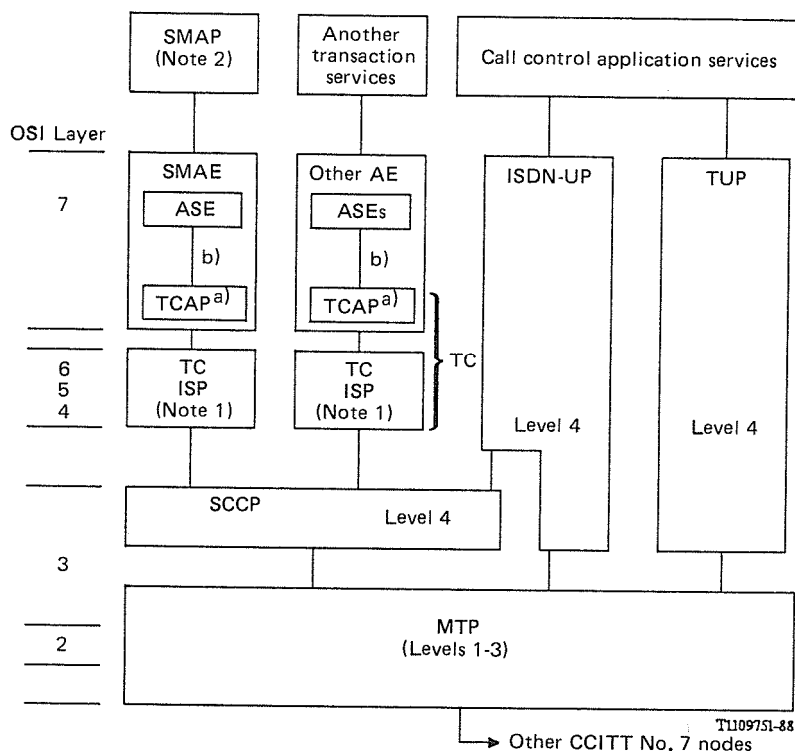 SMAP
(Note 2)
Another
transaction
services
Call control application services
OSI Layer
SMAE
ASE
b)
TCAP a)
Other AE
ASEs
b)
TCAP a)
ISDN-UP
TUP
7
TC
6
5
4
TC
ISP
(Note 1)
TC
ISP
(Note 1)
Level 4
Level 4
SCCP
Level 4
3
MTP
(Levels 1-3)
2
T1109751-88
Other CCITT No. 7 nodes